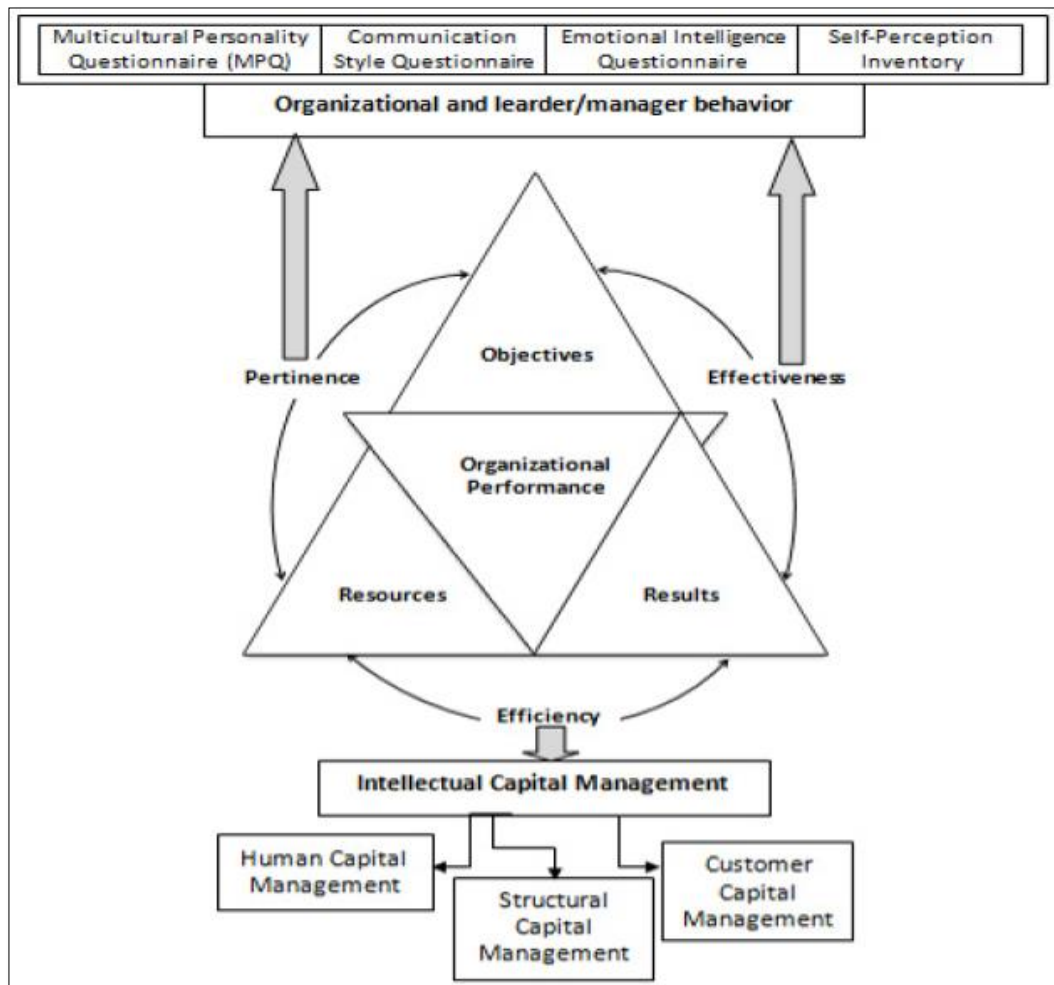 Multicultural Personality
Questionnaire (MPQ)
Communication
Style Questionnaire
Emotional Intelligence
Questionnaire
Self-Perception
Inventory
Organizational and learder/manager behavior
Objectives
Pertinence
Effectiveness
Organizational
Performance
Resources
Results
Efficiency
Intellectual Capital Management
Human Capital
Management
Structural
Capital
Management
Customer
Capital
Management